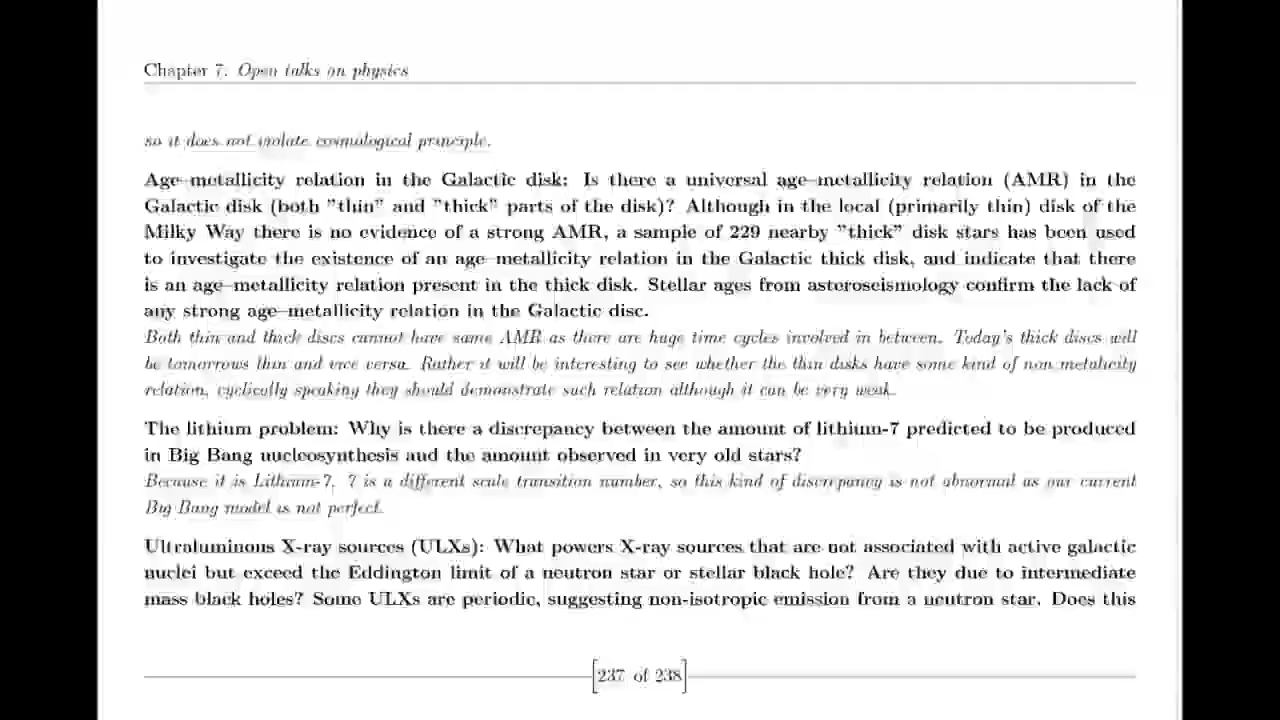 Chapter 7. Open talks on physics
so it does not violate cosmological principle.
Age–metallicity relation in the Galactic disk: Is there a universal age–metallicity relation (AMR) in the
Galactic disk (both "thin" and "thick" parts of the disk)? Although in the local (primarily thin) disk of the
Milky Way there is no evidence of a strong AMR, a sample of 229 nearby "thick" disk stars has been used
to investigate the existence of an age–metallicity relation in the Galactic thick disk, and indicate that there
is an age–metallicity relation present in the thick disk. Stellar ages from asteroseismology confirm the lack of
any strong age–metallicity relation in the Galactic disc.
Both thin and thick discs cannot have same AMR as there are huge time cycles involved in between. Today's thick discs will
be tomorrows thin and vice versa. Rather it will be interesting to see whether the thin disks have some kind of non metalicity
relation, cyclically speaking they should demonstrate such relation although it can be very weak.
The lithium problem: Why is there a discrepancy between the amount of lithium-7 predicted to be produced
in Big Bang nucleosynthesis and the amount observed in very old stars?
Because it is Lithium-7, 7 is a different scale transition number, so this kind of discrepancy is not abnormal as our current
Big Bang model is not perfect.
Ultraluminous X-ray sources (ULXs): What powers X-ray sources that are not associated with active galactic
nuclei but exceed the Eddington limit of a neutron star or stellar black hole? Are they due to intermediate
mass black holes? Some ULXs are periodic, suggesting non-isotropic emission from a neutron star. Does this
[237 of 238]